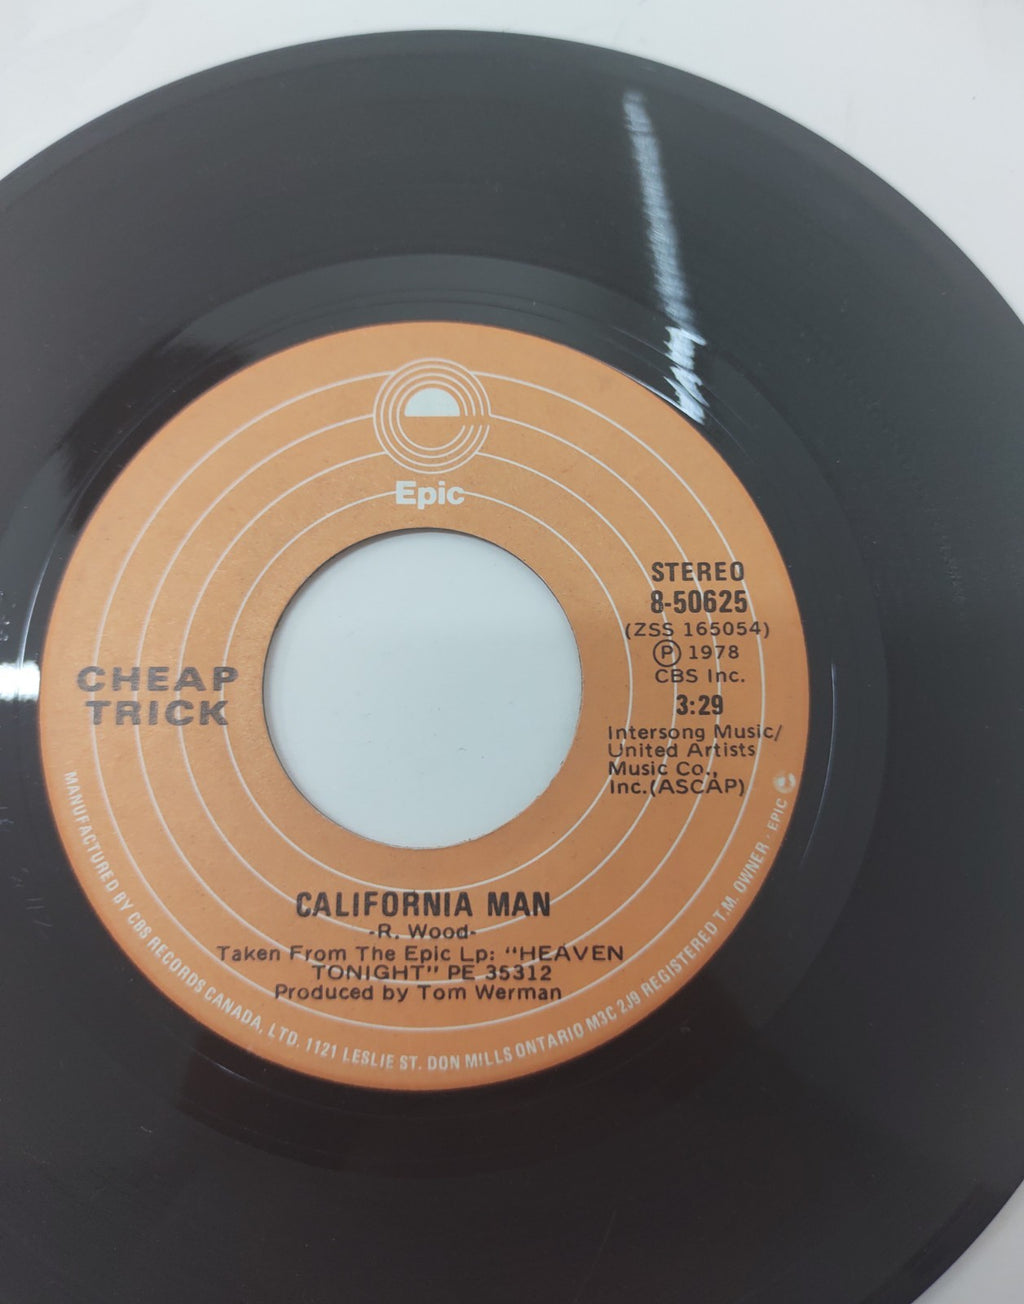 Epic
STEREO
8-50625
(ZSS 165054)
Ⓟ 1978
CBS Inc.
3:29
Intersong Music/
United Artists
Music Co.,
Inc.(ASCAP)
CHEAP
TRICK
CALIFORNIA MAN
-R. Wood-
Taken From The Epic Lp: "HEAVEN
TONIGHT" PE 35312
Produced by Tom Werman
MANUFACTURED BY CBS RECORDS CANADA, LTD. 1121 LESLIE ST. DON MILLS ONTARIO M3C 2J9 REGISTERED T.M. OWNER · EPIC